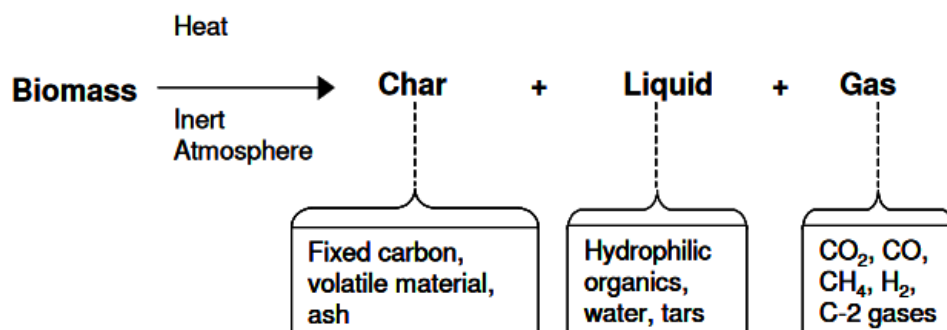 Heat
Biomass
Inert
Atmosphere
Char + Liquid + Gas
Fixed carbon,
volatile material,
ash
Hydrophilic
organics,
water, tars
CO₂, CO,
CH₄, H₂,
C-2 gases